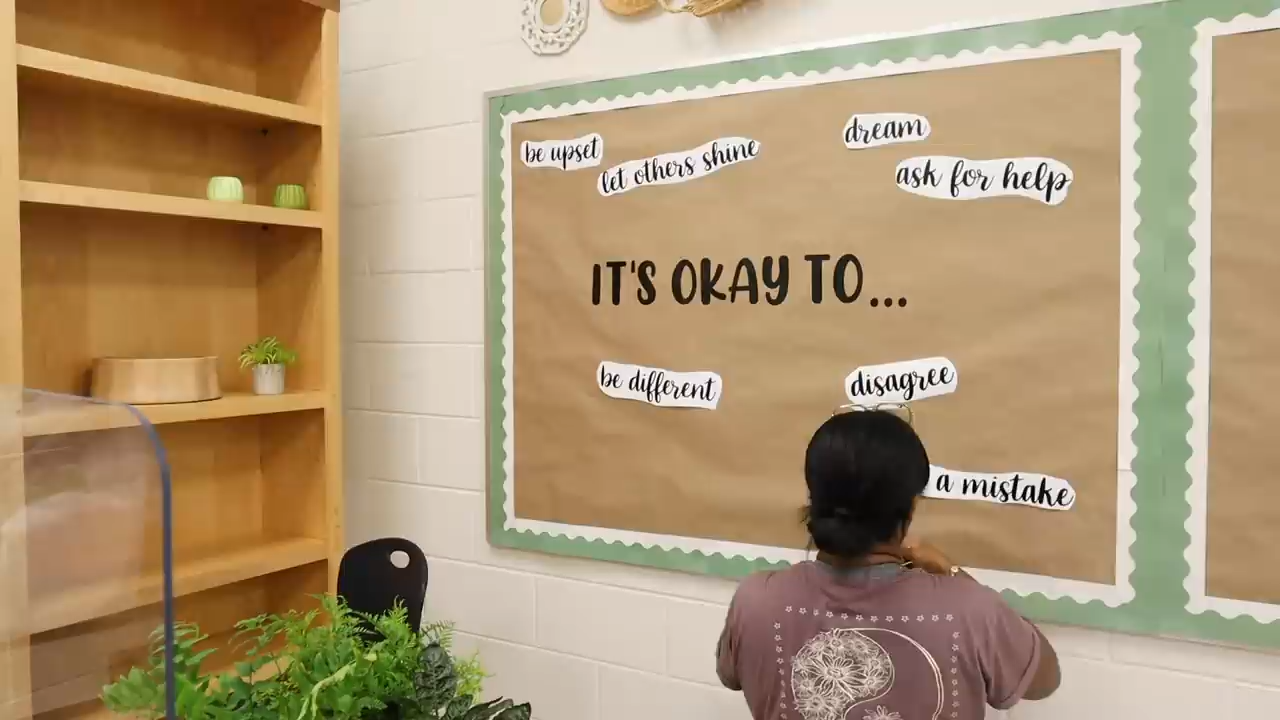 dream
be upset
let others shine
ask for help
IT'S OKAY TO...
be different
disagree
a mistake